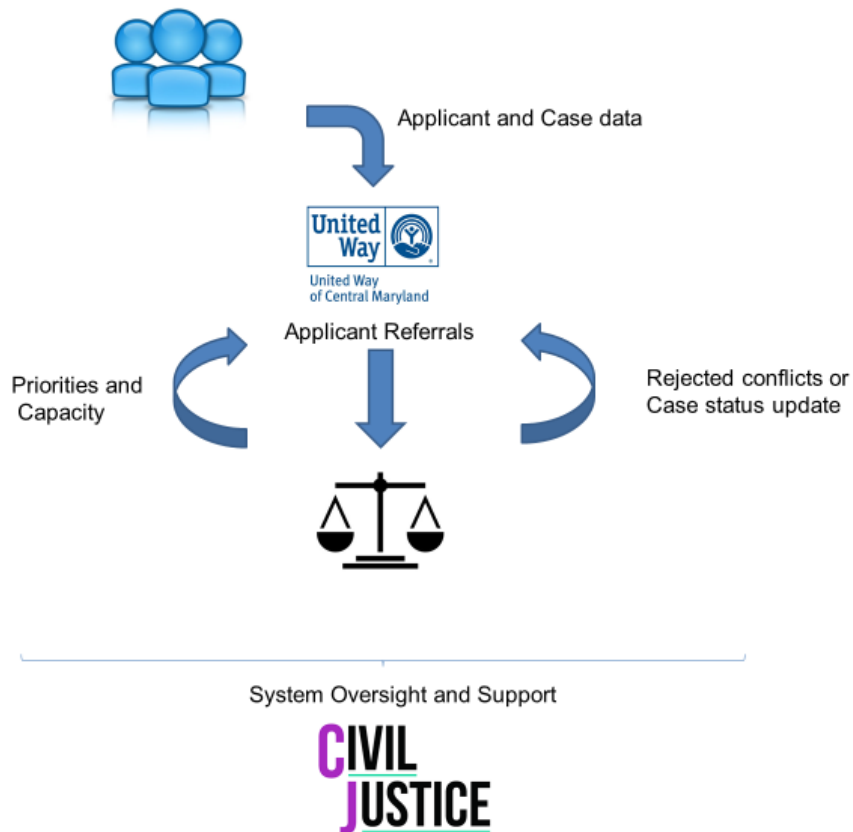 Applicant and Case data
United
Way
United Way
of Central Maryland
Applicant Referrals
Priorities and
Capacity
Rejected conflicts or
Case status update
System Oversight and Support
CIVIL
JUSTICE